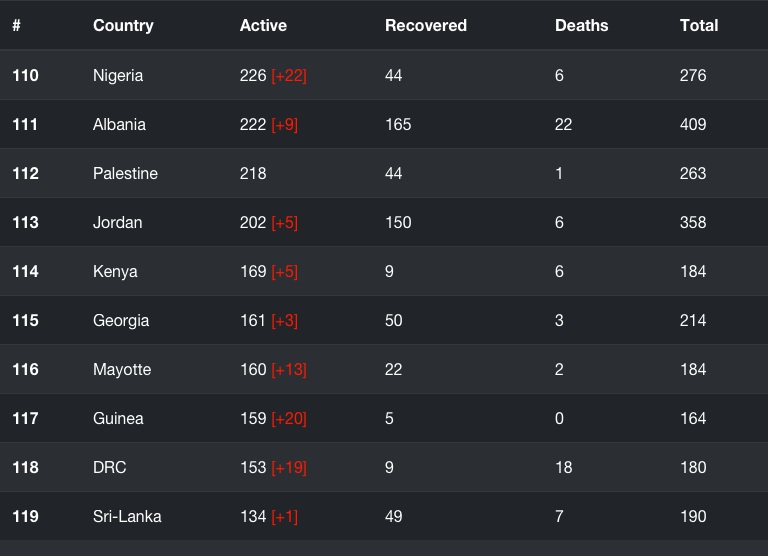 # Country Active Recovered Deaths Total
110 Nigeria 226 [+22] 44 6 276
111 Albania 222 [+9] 165 22 409
112 Palestine 218 44 1 263
113 Jordan 202 [+5] 150 6 358
114 Kenya 169 [+5] 9 6 184
115 Georgia 161 [+3] 50 3 214
116 Mayotte 160 [+13] 22 2 184
117 Guinea 159 [+20] 5 0 164
118 DRC 153 [+19] 9 18 180
119 Sri-Lanka 134 [+1] 49 7 190